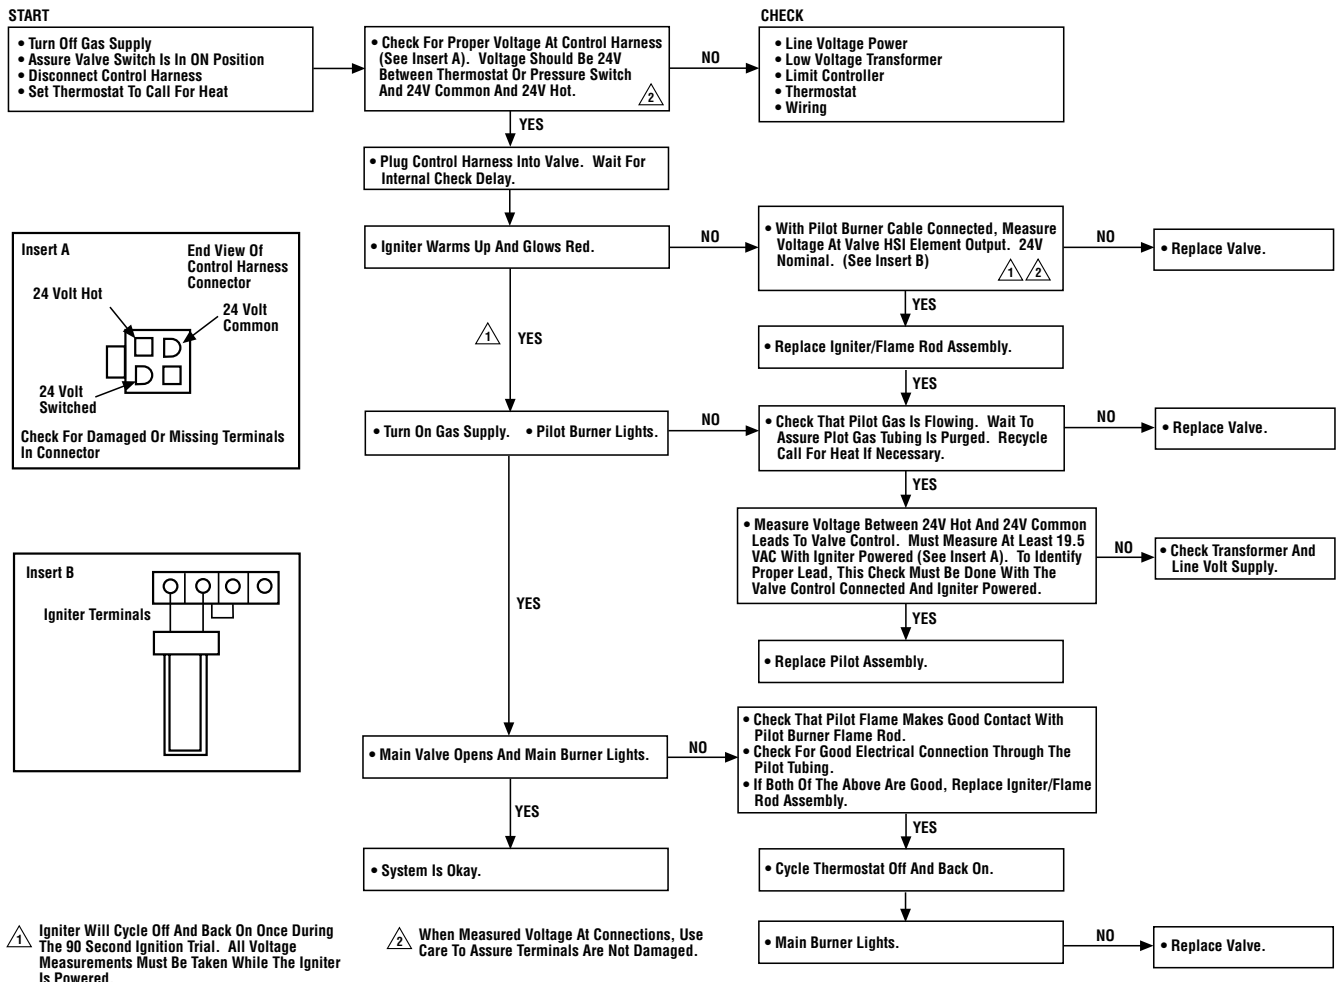 START
• Turn Off Gas Supply
• Assure Valve Switch Is In ON Position
• Disconnect Control Harness
• Set Thermostat To Call For Heat
• Check For Proper Voltage At Control Harness
(See Insert A). Voltage Should Be 24V
Between Thermostat Or Pressure Switch
And 24V Common And 24V Hot.
2
NO
CHECK
• Line Voltage Power
• Low Voltage Transformer
• Limit Controller
• Thermostat
• Wiring
YES
• Plug Control Harness Into Valve. Wait For
Internal Check Delay.
• Igniter Warms Up And Glows Red.
NO
• With Pilot Burner Cable Connected, Measure
Voltage At Valve HSI Element Output. 24V
Nominal. (See Insert B)
1 2
NO
• Replace Valve.
YES
• Replace Igniter/Flame Rod Assembly.
YES
1
YES
• Turn On Gas Supply. • Pilot Burner Lights.
NO
• Check That Pilot Gas Is Flowing. Wait To
Assure Plot Gas Tubing Is Purged. Recycle
Call For Heat If Necessary.
NO
• Replace Valve.
YES
• Measure Voltage Between 24V Hot And 24V Common
Leads To Valve Control. Must Measure At Least 19.5
VAC With Igniter Powered (See Insert A). To Identify
Proper Lead, This Check Must Be Done With The
Valve Control Connected And Igniter Powered.
NO
• Check Transformer And
Line Volt Supply.
YES
• Replace Pilot Assembly.
YES
• Main Valve Opens And Main Burner Lights.
NO
• Check That Pilot Flame Makes Good Contact With
Pilot Burner Flame Rod.
• Check For Good Electrical Connection Through The
Pilot Tubing.
• If Both Of The Above Are Good, Replace Igniter/Flame
Rod Assembly.
YES
• System Is Okay.
YES
• Cycle Thermostat Off And Back On.
• Main Burner Lights.
NO
• Replace Valve.
Insert A
End View Of
Control Harness
Connector
24 Volt Hot
24 Volt
Common
24 Volt
Switched
Check For Damaged Or Missing Terminals
In Connector
Insert B
Igniter Terminals
1 Igniter Will Cycle Off And Back On Once During
The 90 Second Ignition Trial. All Voltage
Measurements Must Be Taken While The Igniter
Is Powered
2 When Measured Voltage At Connections, Use
Care To Assure Terminals Are Not Damaged.